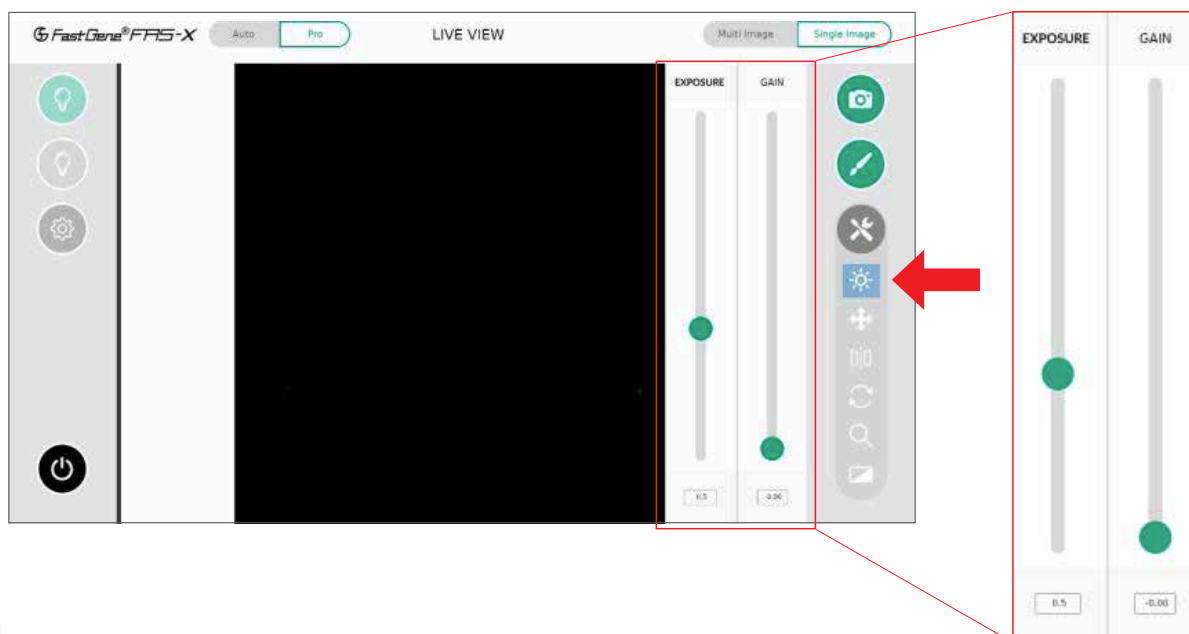 FastGene® FAS-X Auto Pro LIVE VIEW Multi Image Single Image
EXPOSURE GAIN
0.5 -0.00
EXPOSURE GAIN
0.5 -0.00